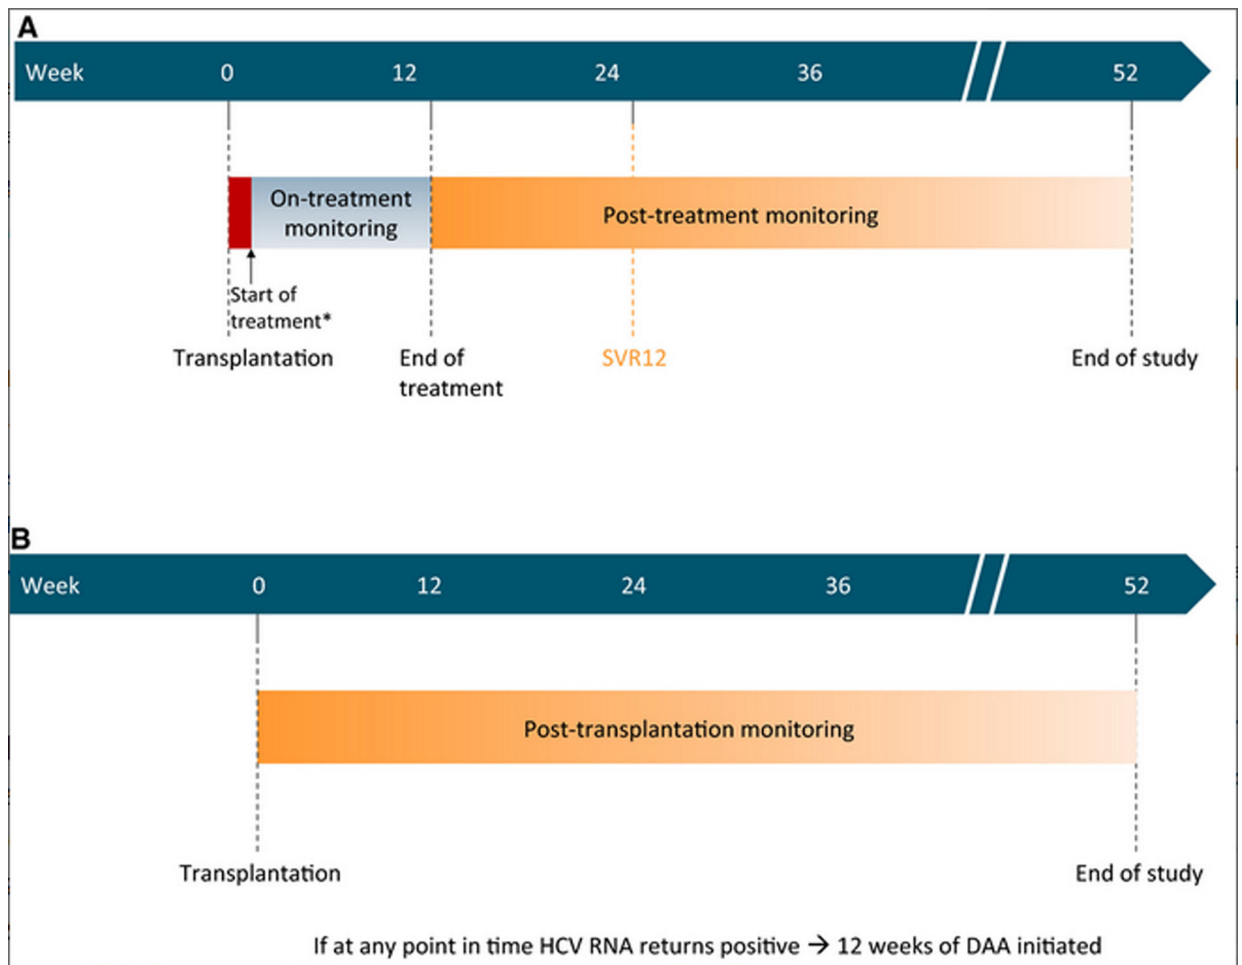 A
Week 0 12 24 36 52
On-treatment
monitoring
Post-treatment monitoring
Start of
treatment*
Transplantation
End of
treatment
SVR12
End of study
B
Week 0 12 24 36 52
Post-transplantation monitoring
Transplantation
End of study
If at any point in time HCV RNA returns positive → 12 weeks of DAA initiated